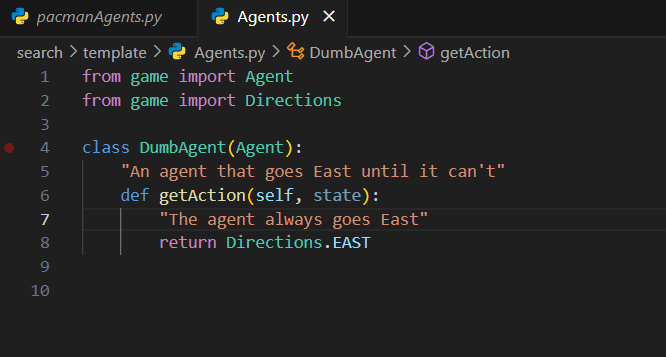 pacmanAgents.py Agents.py ×
search > template > Agents.py > DumbAgent > getAction
1 from game import Agent
2 from game import Directions
3
4 class DumbAgent(Agent):
5 "An agent that goes East until it can't"
6 def getAction(self, state):
7 "The agent always goes East"
8 return Directions.EAST
9
10